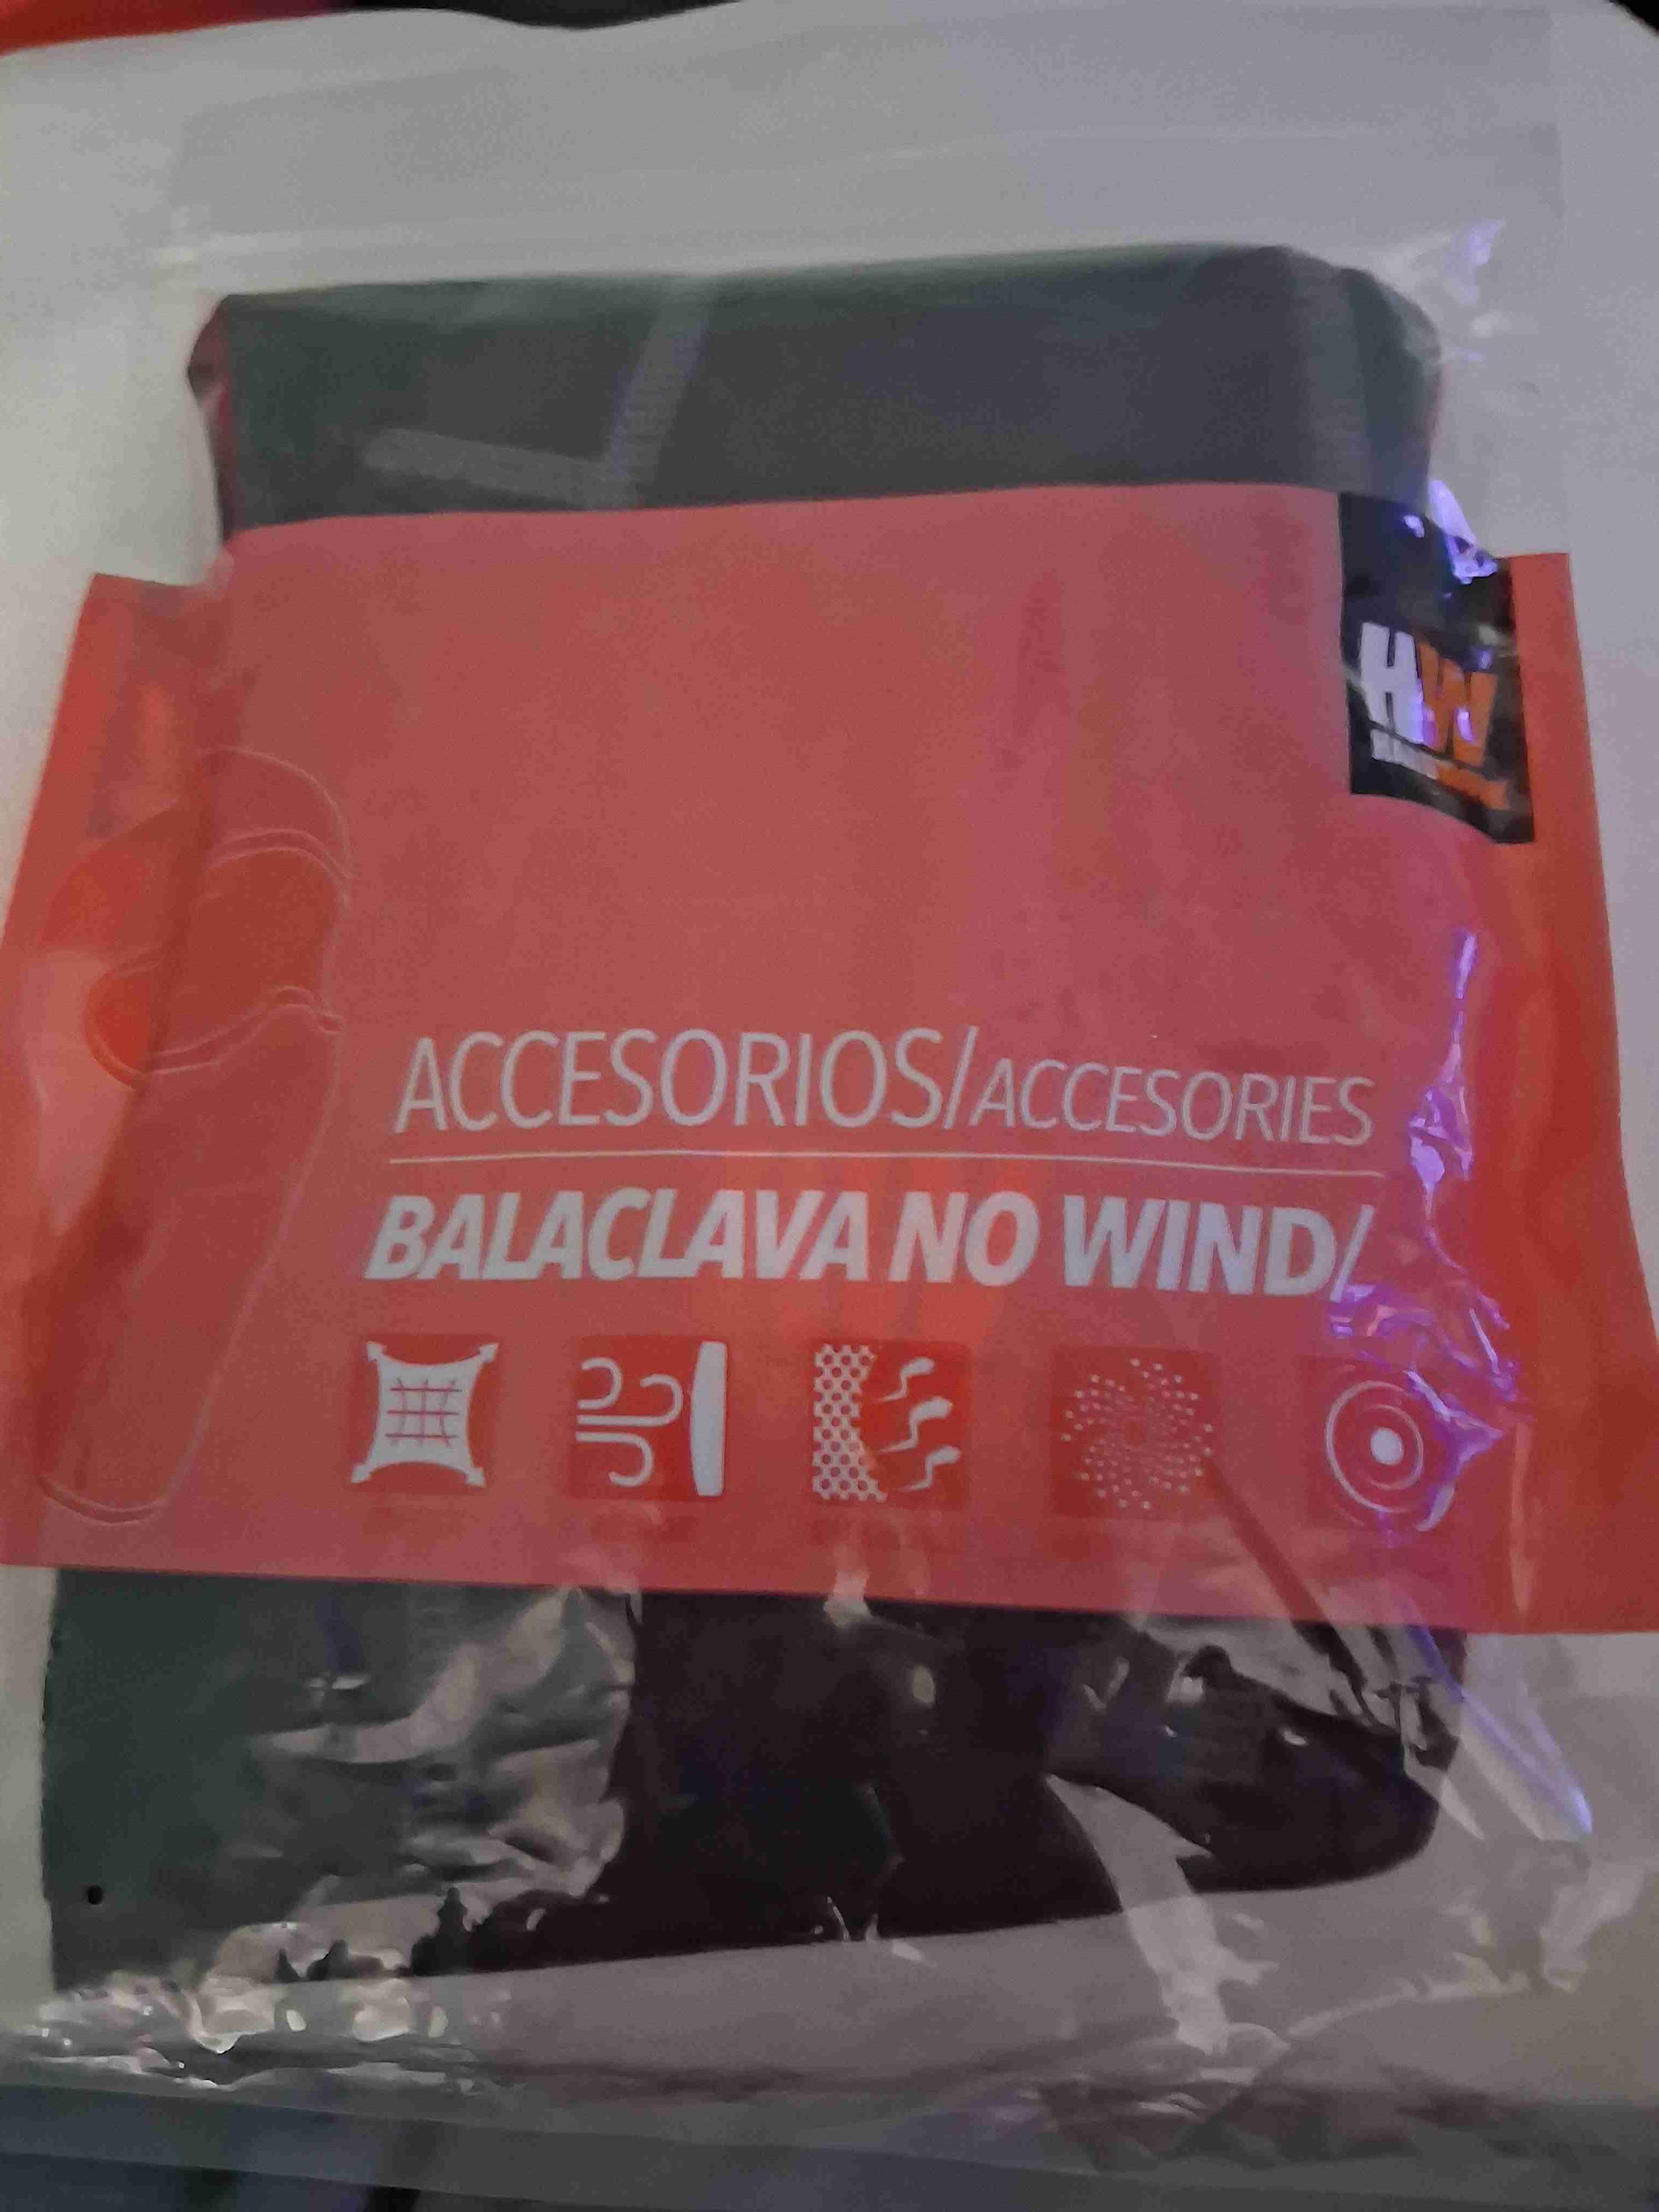 HW
ACCESORIOS/ACCESORIES
BALACLAVA NO WIND/